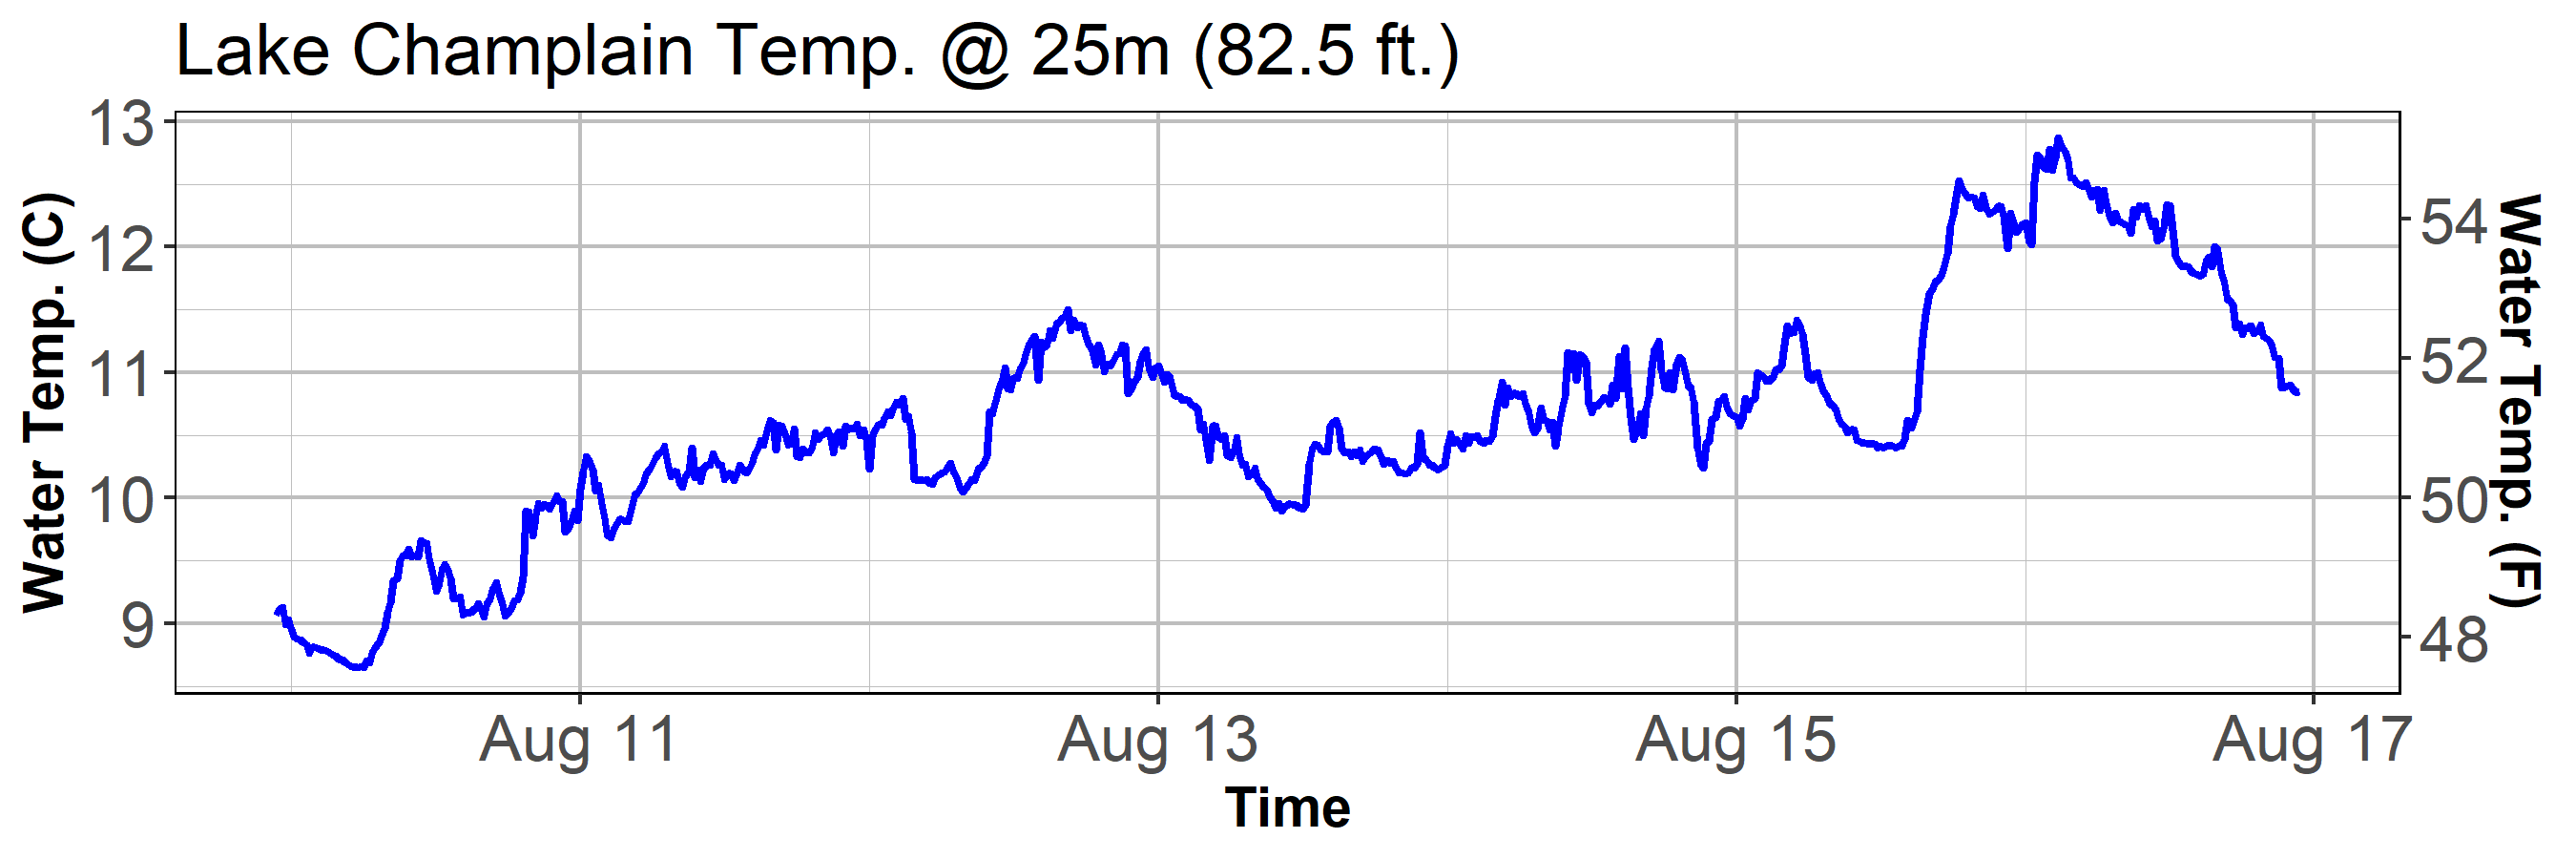 Lake Champlain Temp. @ 25m (82.5 ft.)
Water Temp. (C)
13
12
11
10
9
54
52
50
48
Water Temp. (F)
Aug 11 Aug 13 Aug 15 Aug 17
Time